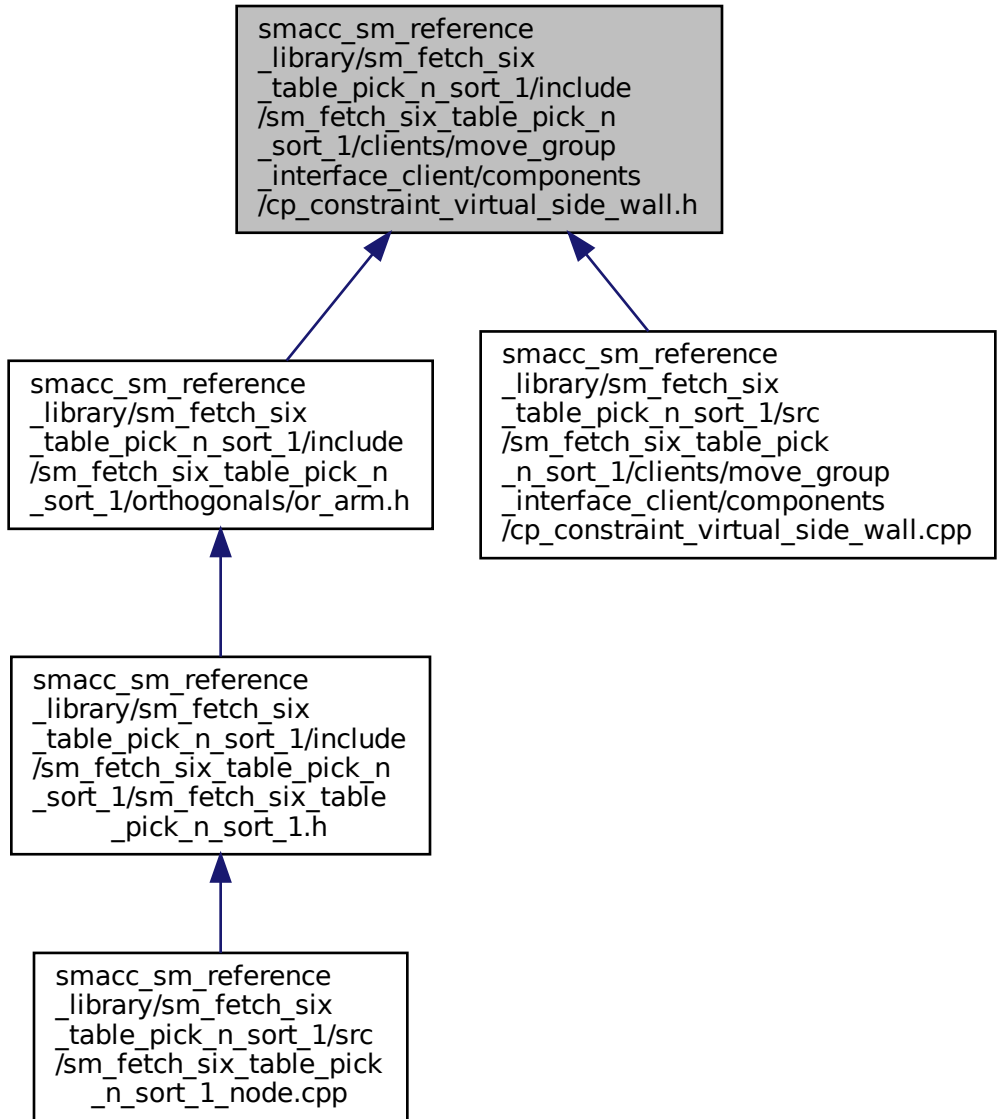 smacc_sm_reference
_library/sm_fetch_six
_table_pick_n_sort_1/include
/sm_fetch_six_table_pick_n
_sort_1/clients/move_group
_interface_client/components
/cp_constraint_virtual_side_wall.h
smacc_sm_reference
_library/sm_fetch_six
_table_pick_n_sort_1/include
/sm_fetch_six_table_pick_n
_sort_1/orthogonals/or_arm.h
smacc_sm_reference
_library/sm_fetch_six
_table_pick_n_sort_1/src
/sm_fetch_six_table_pick
_n_sort_1/clients/move_group
_interface_client/components
/cp_constraint_virtual_side_wall.cpp
smacc_sm_reference
_library/sm_fetch_six
_table_pick_n_sort_1/include
/sm_fetch_six_table_pick_n
_sort_1/sm_fetch_six_table
_pick_n_sort_1.h
smacc_sm_reference
_library/sm_fetch_six
_table_pick_n_sort_1/src
/sm_fetch_six_table_pick
_n_sort_1_node.cpp